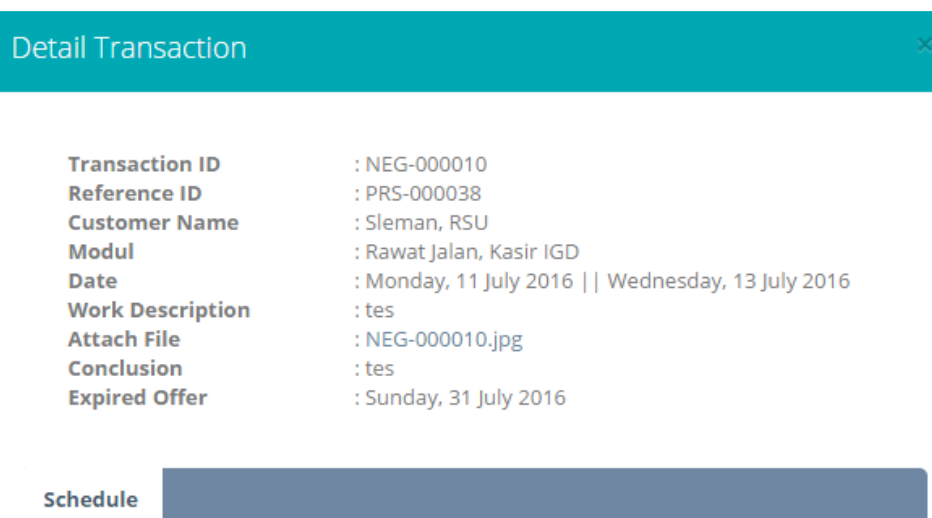 Detail Transaction ×
Transaction ID : NEG-000010
Reference ID : PRS-000038
Customer Name : Sleman, RSU
Modul : Rawat Jalan, Kasir IGD
Date : Monday, 11 July 2016 || Wednesday, 13 July 2016
Work Description : tes
Attach File : NEG-000010.jpg
Conclusion : tes
Expired Offer : Sunday, 31 July 2016
Schedule